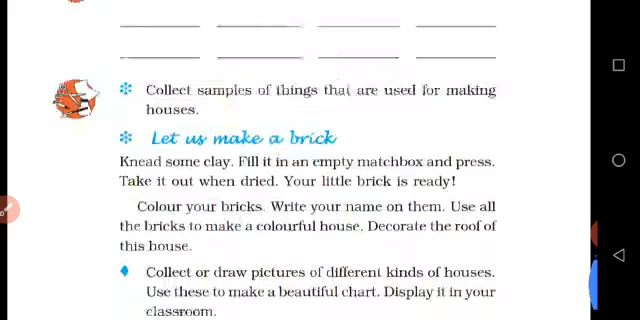 Collect samples of things that are used for making
houses.
Let us make a brick
Knead some clay. Fill it in an empty matchbox and press.
Take it out when dried. Your little brick is ready!
Colour your bricks. Write your name on them. Use all
the bricks to make a colourful house. Decorate the roof of
this house.
Collect or draw pictures of different kinds of houses.
Use these to make a beautiful chart. Display it in your
classroom.